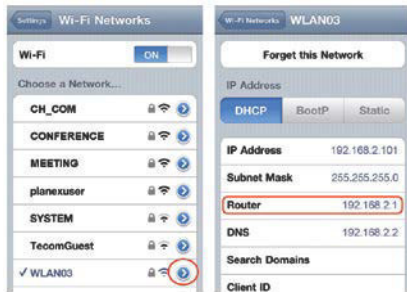 Settings Wi-Fi Networks
Wi-Fi ON
Choose a Network...
CH_COM
CONFERENCE
MEETING
planexuser
SYSTEM
TecomGuest
✓ WLAN03
Wi-Fi Networks WLAN03
Forget this Network
IP Address
DHCP BootP Static
IP Address 192.168.2.101
Subnet Mask 255.255.255.0
Router 192.168.2.1
DNS 192.168.2.2
Search Domains
Client ID